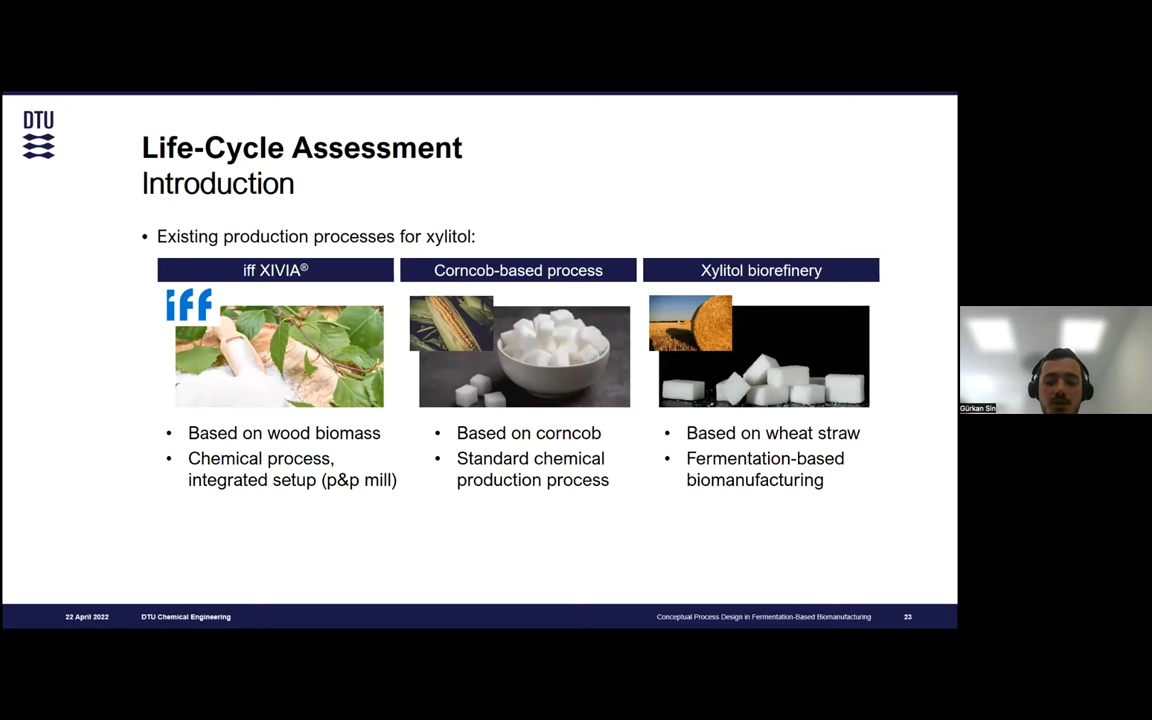 DTU
Life-Cycle Assessment
Introduction
• Existing production processes for xylitol:
iff XIVIA®
Corncob-based process
Xylitol biorefinery
iff
• Based on wood biomass
• Chemical process,
integrated setup (p&p mill)
• Based on corncob
• Standard chemical
production process
• Based on wheat straw
• Fermentation-based
biomanufacturing
Gürkan Sin
22 April 2022
DTU Chemical Engineering
Conceptual Process Design in Fermentation-Based Biomanufacturing
23